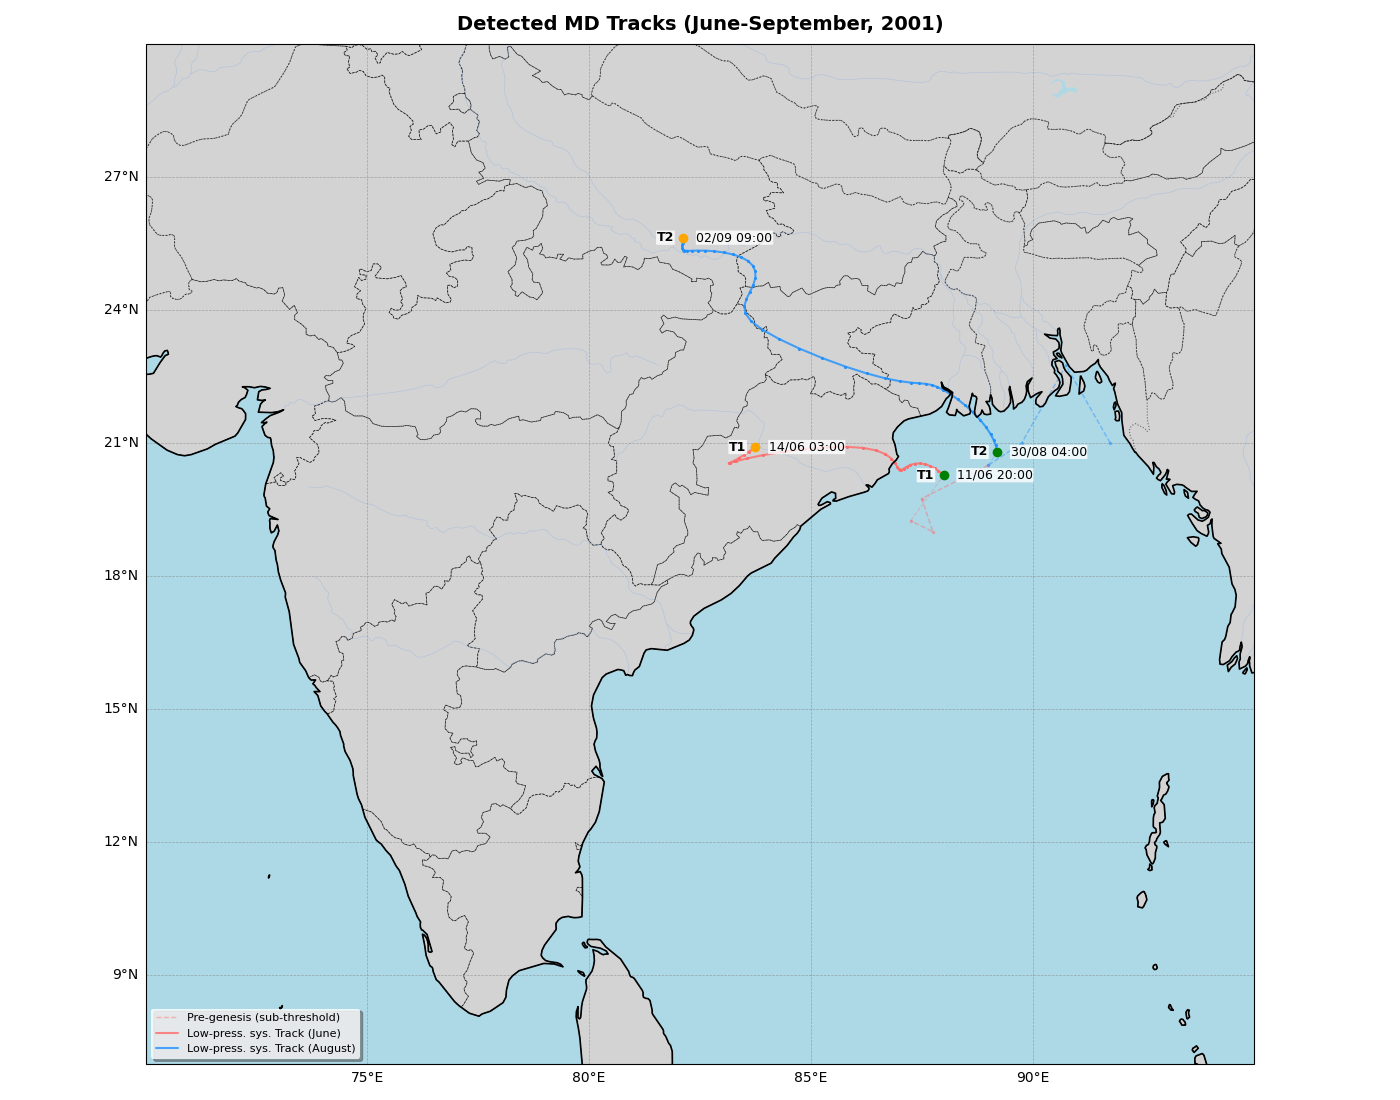 Detected MD Tracks (June-September, 2001)
27°N
T2 02/09 09:00
24°N
21°N
T1 14/06 03:00
T2 30/08 04:00
T1 11/06 20:00
18°N
15°N
12°N
9°N
Pre-genesis (sub-threshold)
Low-press. sys. Track (June)
Low-press. sys. Track (August)
75°E 80°E 85°E 90°E